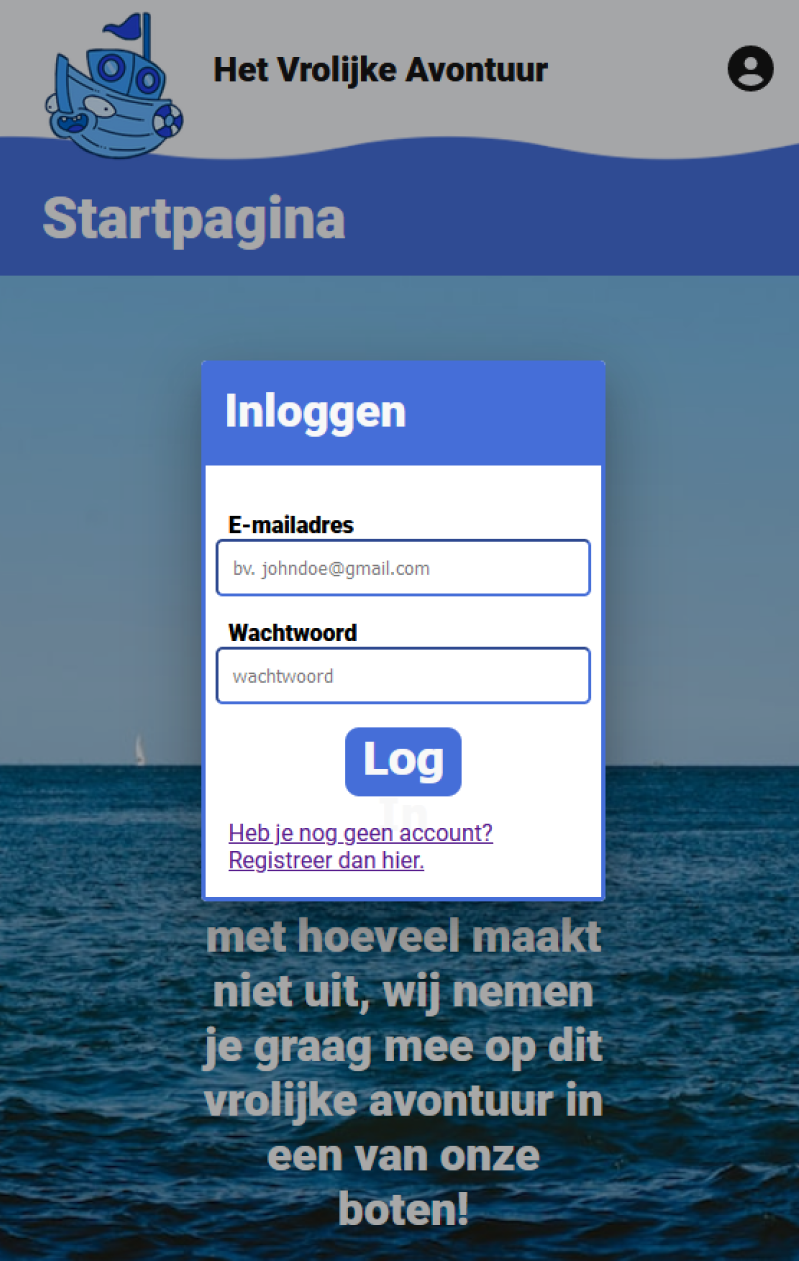 Het Vrolijke Avontuur
Startpagina
Inloggen
E-mailadres
bv. johndoe@gmail.com
Wachtwoord
wachtwoord
Log
In
Heb je nog geen account?
Registreer dan hier.
met hoeveel maakt
niet uit, wij nemen
je graag mee op dit
vrolijke avontuur in
een van onze
boten!